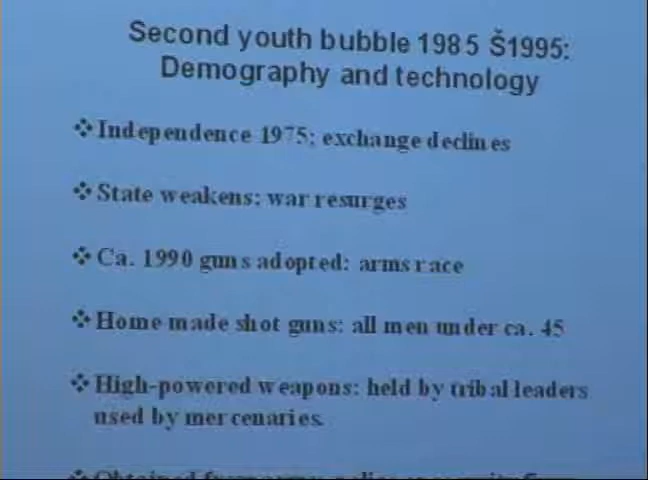 Second youth bubble 1985 Š1995:
Demography and technology
❖Independence 1975: exchange declines
❖State weakens: war resurges
❖Ca. 1990 guns adopted: arms race
❖Home made shot guns: all men under ca. 45
❖High-powered weapons: held by tribal leaders
used by mercenaries.
❖Obtained from